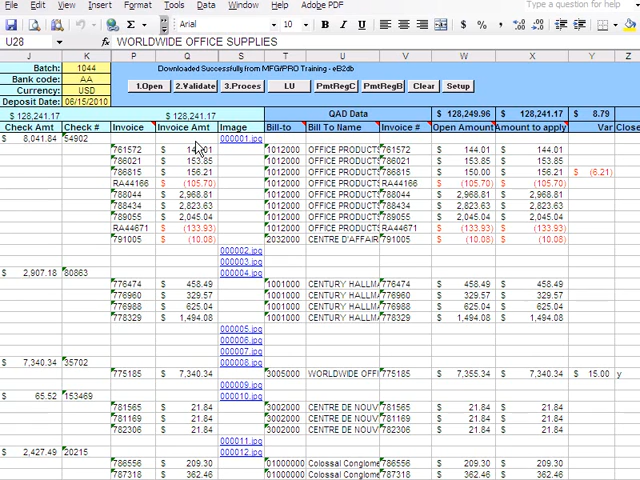 File Edit View Insert Format Tools Data Window Help Adobe PDF Type a question for help
Σ Arial 10 B I U $ % ,
U28 WORLDWIDE OFFICE SUPPLIES
J K P Q S T U V W X Y Z
Batch: 1044 Downloaded Successfuly from MFG/PRO Training - eB2db
Bank code: AA 1.Open 2.Validate 3.Proces LU PmtRegC PmtRegB Clear Setup
Currency: USD
Deposit Date: 06/15/2010
$ 128,241.17 $ 128,241.17 QAD Data $ 128,249.96 $ 128,241.17 $ 8.79
Check Amt Check # Invoice Invoice Amt Image Bill-to Bill To Name Invoice # Open Amount Amount to apply Var Close
$ 8,041.84 54902 000001.jpg
761572 $ 1012000 OFFICE PRODUCTS 761572 $ 144.01 $ 144.01
786021 $ 153.85 1012000 OFFICE PRODUCTS 786021 $ 153.85 $ 153.85
786815 $ 156.21 1012000 OFFICE PRODUCTS 786815 $ 150.00 $ 156.21 $ (6.21)
RA44166 $ (105.70) 1012000 OFFICE PRODUCTS RA44166 $ (105.70) $ (105.70)
788044 $ 2,968.81 1012000 OFFICE PRODUCTS 788044 $ 2,968.81 $ 2,968.81
788434 $ 2,823.63 1012000 OFFICE PRODUCTS 788434 $ 2,823.63 $ 2,823.63
789055 $ 2,045.04 1012000 OFFICE PRODUCTS 789055 $ 2,045.04 $ 2,045.04
RA44671 $ (133.93) 1012000 OFFICE PRODUCTS RA44671 $ (133.93) $ (133.93)
791005 $ (10.08) 2032000 CENTRE D'AFFAIR 791005 $ (10.08) $ (10.08)
000002.jpg
000003.jpg
$ 2,907.18 80863 000004.jpg
776474 $ 458.49 1001000 CENTURY HALLM 776474 $ 458.49 $ 458.49
776960 $ 329.57 1001000 CENTURY HALLM 776960 $ 329.57 $ 329.57
776306 $ 625.04 1001000 CENTURY HALLM 776306 $ 625.04 $ 625.04
778329 $ 1,494.08 1001000 CENTURY HALLM 778329 $ 1,494.08 $ 1,494.08
000005.jpg
000006.jpg
000007.jpg
$ 7,340.34 35702 000008.jpg
775185 $ 7,340.34 3005000 WORLDWIDE OFFI 775185 $ 7,355.34 $ 7,340.34 $ 15.00 y
000009.jpg
$ 65.52 153469 000010.jpg
781565 $ 21.84 3002000 CENTRE DE NOUV 781565 $ 21.84 $ 21.84
781169 $ 21.84 3002000 CENTRE DE NOUV 781169 $ 21.84 $ 21.84
782306 $ 21.84 3002000 CENTRE DE NOUV 782306 $ 21.84 $ 21.84
000011.jpg
$ 2,427.49 20215 000012.jpg
786556 $ 209.30 01000000 Colossal Conglome 786556 $ 209.30 $ 209.30
787318 $ 362.46 01000000 Colossal Conglome 787318 $ 362.46 $ 362.46